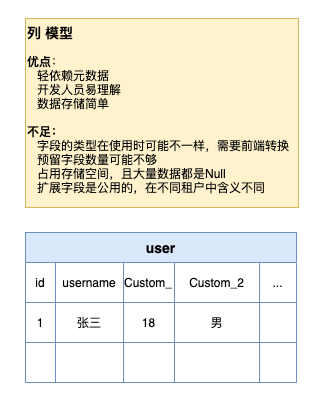 列 模型
优点：
轻依赖元数据
开发人员易理解
数据存储简单
不足：
字段的类型在使用时可能不一样，需要前端转换
预留字段数量可能不够
占用存储空间，且大量数据都是Null
扩展字段是公用的，在不同租户中含义不同
user
id username Custom_ Custom_2 ...
1 张三 18 男